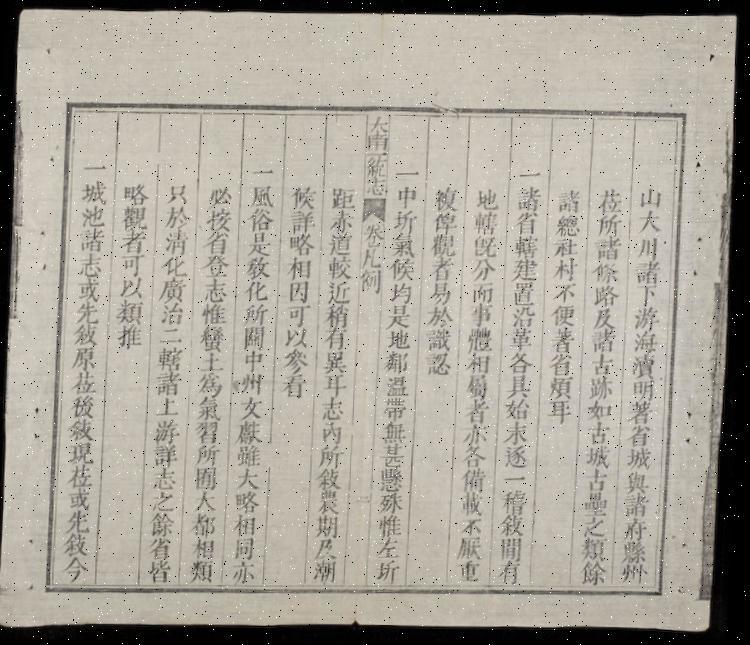 山大川諸下游海濱明著省城與諸府縣州
莅所諸條路及諸古跡如古城古壘之類餘
諸總社村不便著省煩耳
一諸省轄建置沿革各具始末逐一稽敘間有
地轄既分而事體相屬者亦各備載不厭重
複俾觀者易於識認
一中圻氣候均是地鄰溫帶無甚懸殊惟左圻
大南一統志 卷首凡例 二
距赤道較近稍有異耳志內所敘農期及潮
候詳略相因可以參看
一風俗是敎化所關中州文獻雖大略相同亦
必按省登志惟蠻土爲氣習所囿大都相類
只於淸化廣治二轄諸上游詳志之餘省皆
略觀者可以類推
一城池諸志或先敘原莅後敘現莅或先敘今